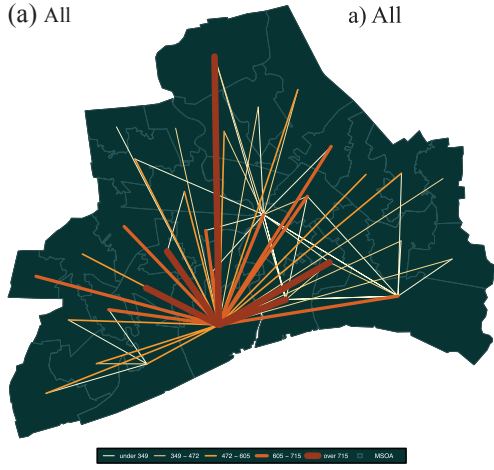 (a) All a) All
under 349 349 – 472 472 – 605 605 – 715 over 715 MSOA